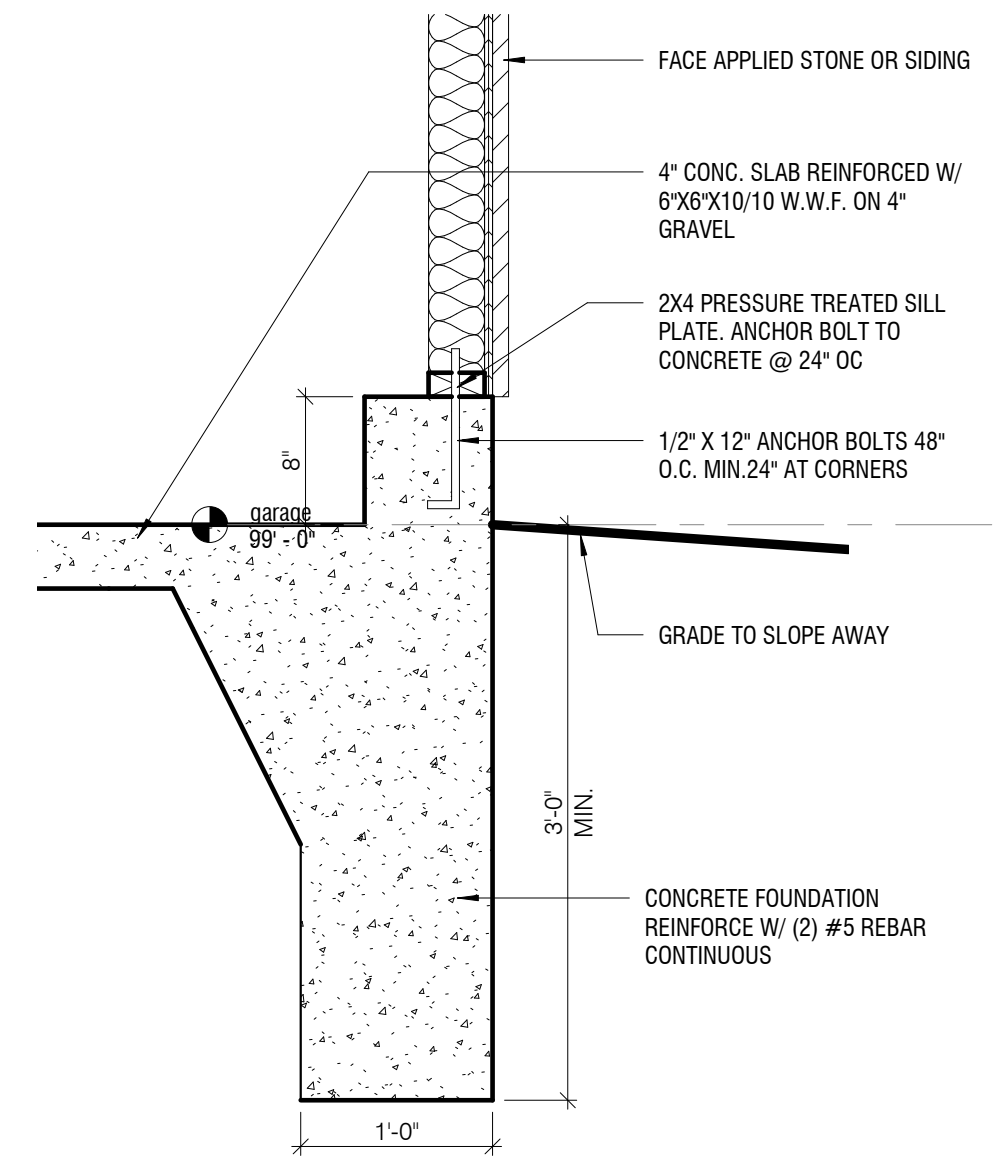 FACE APPLIED STONE OR SIDING
4" CONC. SLAB REINFORCED W/
6"X6"X10/10 W.W.F. ON 4"
GRAVEL
2X4 PRESSURE TREATED SILL
PLATE. ANCHOR BOLT TO
CONCRETE @ 24" OC
8"
1/2" X 12" ANCHOR BOLTS 48"
O.C. MIN.24" AT CORNERS
garage
99' - 0"
GRADE TO SLOPE AWAY
3'-0"
MIN.
CONCRETE FOUNDATION
REINFORCE W/ (2) #5 REBAR
CONTINUOUS
1'-0"